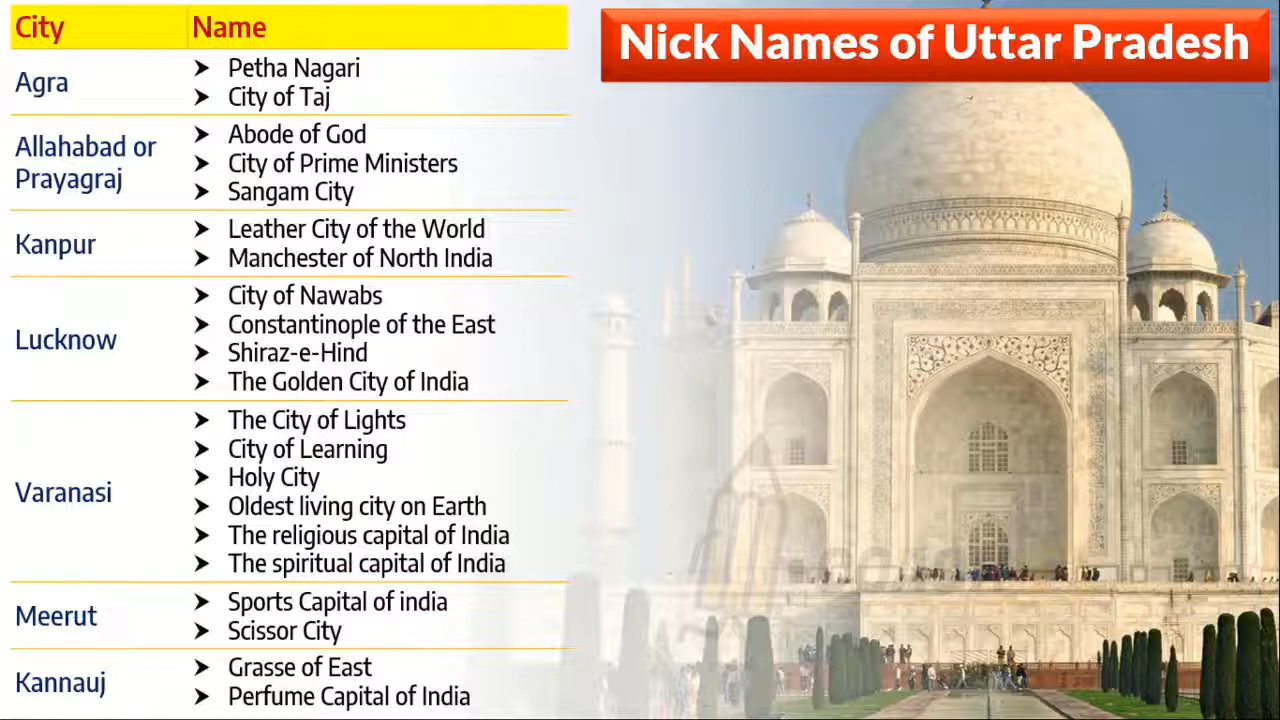 Nick Names of Uttar Pradesh
City Name
Agra
➤ Petha Nagari
➤ City of Taj
Allahabad or
Prayagraj
➤ Abode of God
➤ City of Prime Ministers
➤ Sangam City
Kanpur
➤ Leather City of the World
➤ Manchester of North India
Lucknow
➤ City of Nawabs
➤ Constantinople of the East
➤ Shiraz-e-Hind
➤ The Golden City of India
Varanasi
➤ The City of Lights
➤ City of Learning
➤ Holy City
➤ Oldest living city on Earth
➤ The religious capital of India
➤ The spiritual capital of India
Meerut
➤ Sports Capital of india
➤ Scissor City
Kannauj
➤ Grasse of East
➤ Perfume Capital of India